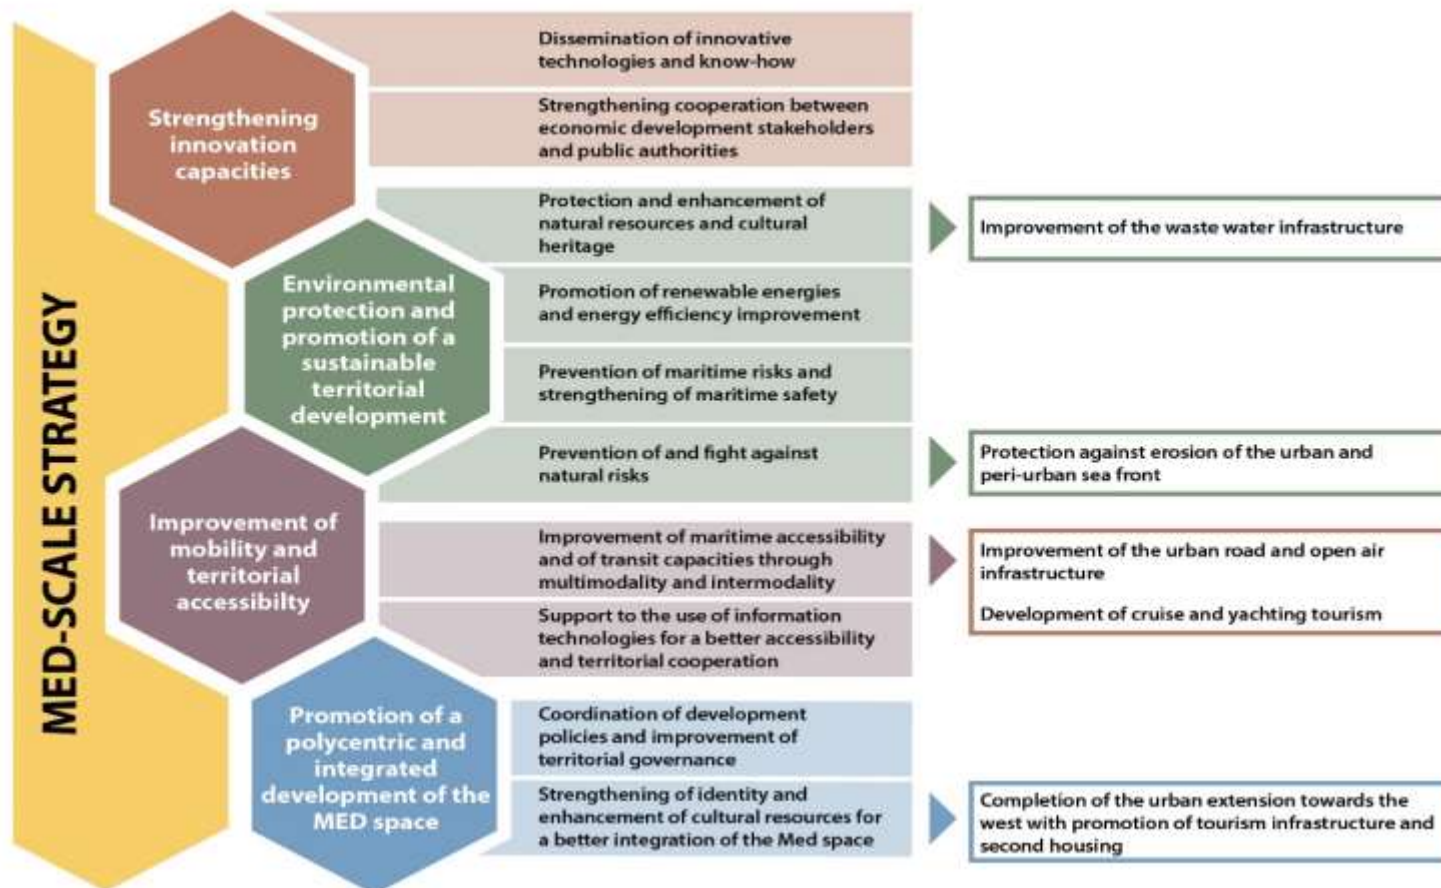 MED-SCALE STRATEGY
Strengthening
innovation
capacities
Dissemination of innovative
technologies and know-how
Strengthening cooperation between
economic development stakeholders
and public authorities
Environmental
protection and
promotion of a
sustainable
territorial
development
Protection and enhancement of
natural resources and cultural
heritage
Improvement of the waste water infrastructure
Promotion of renewable energies
and energy efficiency improvement
Prevention of maritime risks and
strengthening of maritime safety
Prevention of and fight against
natural risks
Protection against erosion of the urban and
peri-urban sea front
Improvement of
mobility and
territorial
accessibilty
Improvement of maritime accessibility
and of transit capacities through
multimodality and intermodality
Improvement of the urban road and open air
infrastructure
Development of cruise and yachting tourism
Support to the use of information
technologies for a better accessibility
and territorial cooperation
Promotion of a
polycentric and
integrated
development of the
MED space
Coordination of development
policies and improvement of
territorial governance
Strengthening of identity and
enhancement of cultural resources for
a better integration of the Med space
Completion of the urban extension towards the
west with promotion of tourism infrastructure and
second housing